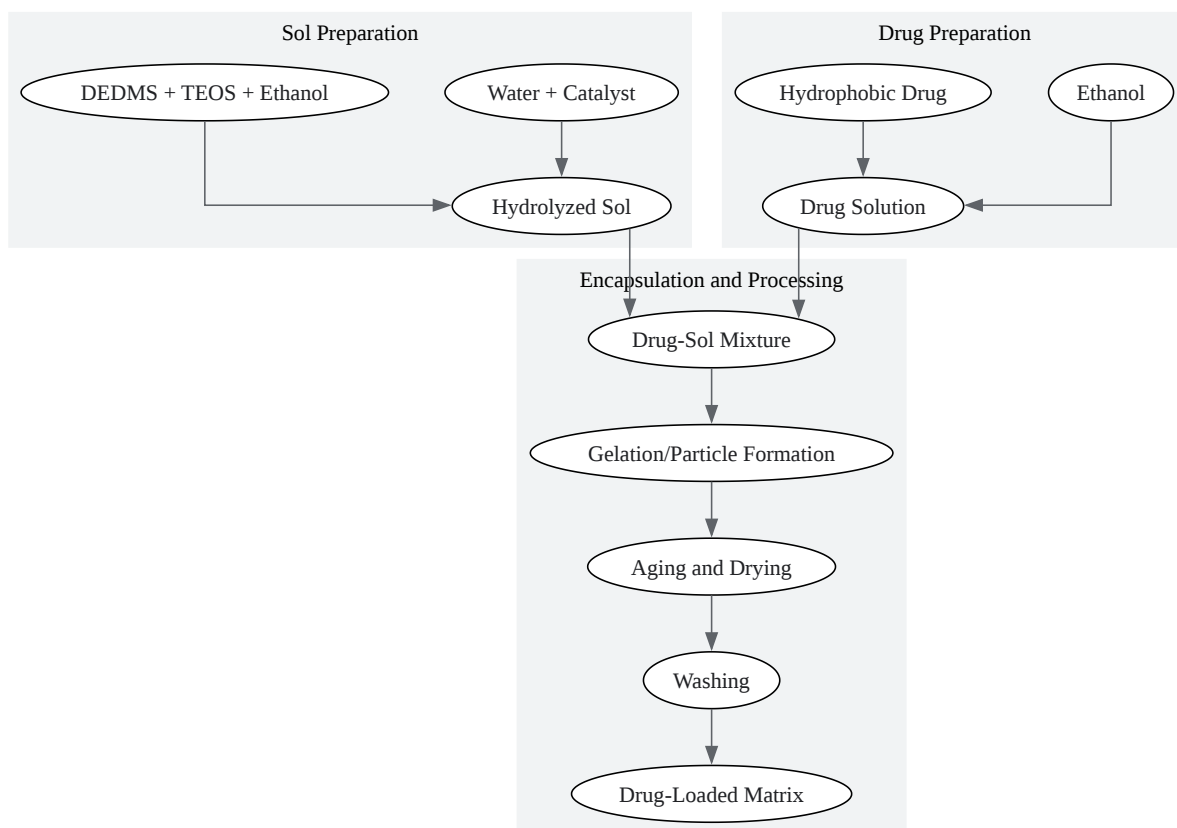 Sol Preparation
DEDMS + TEOS + Ethanol
Water + Catalyst
Hydrolyzed Sol
Drug Preparation
Hydrophobic Drug
Ethanol
Drug Solution
Encapsulation and Processing
Drug-Sol Mixture
Gelation/Particle Formation
Aging and Drying
Washing
Drug-Loaded Matrix